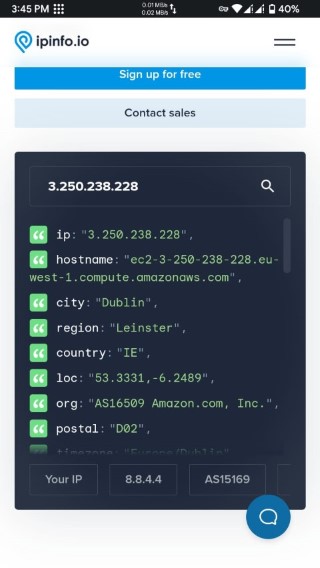 3:45 PM
0.01 MB/s
0.02 MB/s
40%
ipinfo.io
Sign up for free
Contact sales
3.250.238.228
ip: "3.250.238.228",
hostname: "ec2-3-250-238-228.eu-
west-1.compute.amazonaws.com",
city: "Dublin",
region: "Leinster",
country: "IE",
loc: "53.3331,-6.2489",
org: "AS16509 Amazon.com, Inc.",
postal: "D02",
timezone: "Europe/Dublin"
Your IP
8.8.4.4
AS15169